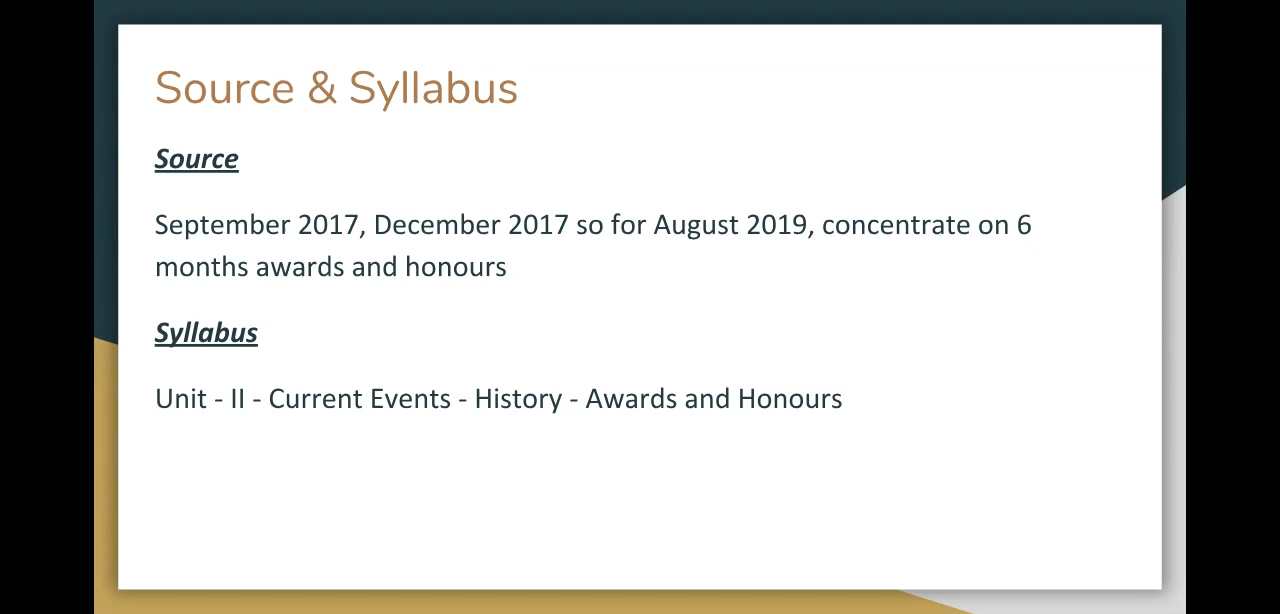 Source & Syllabus
Source
September 2017, December 2017 so for August 2019, concentrate on 6
months awards and honours
Syllabus
Unit - II - Current Events - History - Awards and Honours